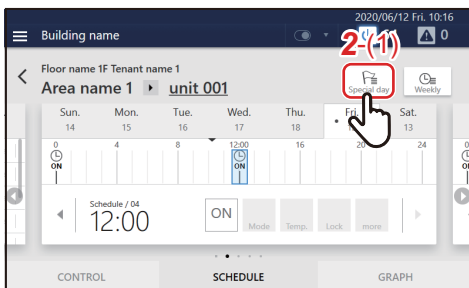 2020/06/12 Fri. 10:16
Building name
0
2-(1)
Floor name 1F Tenant name 1
Area name 1 unit 001
Special day
Weekly
Sun. Mon. Tue. Wed. Thu. Fri. Sat.
14 15 16 17 18 13
0 4 8 12:00 16 20 24
ON ON
Schedule / 04
12:00
ON Mode Temp. Lock more
0
ON
CONTROL SCHEDULE GRAPH